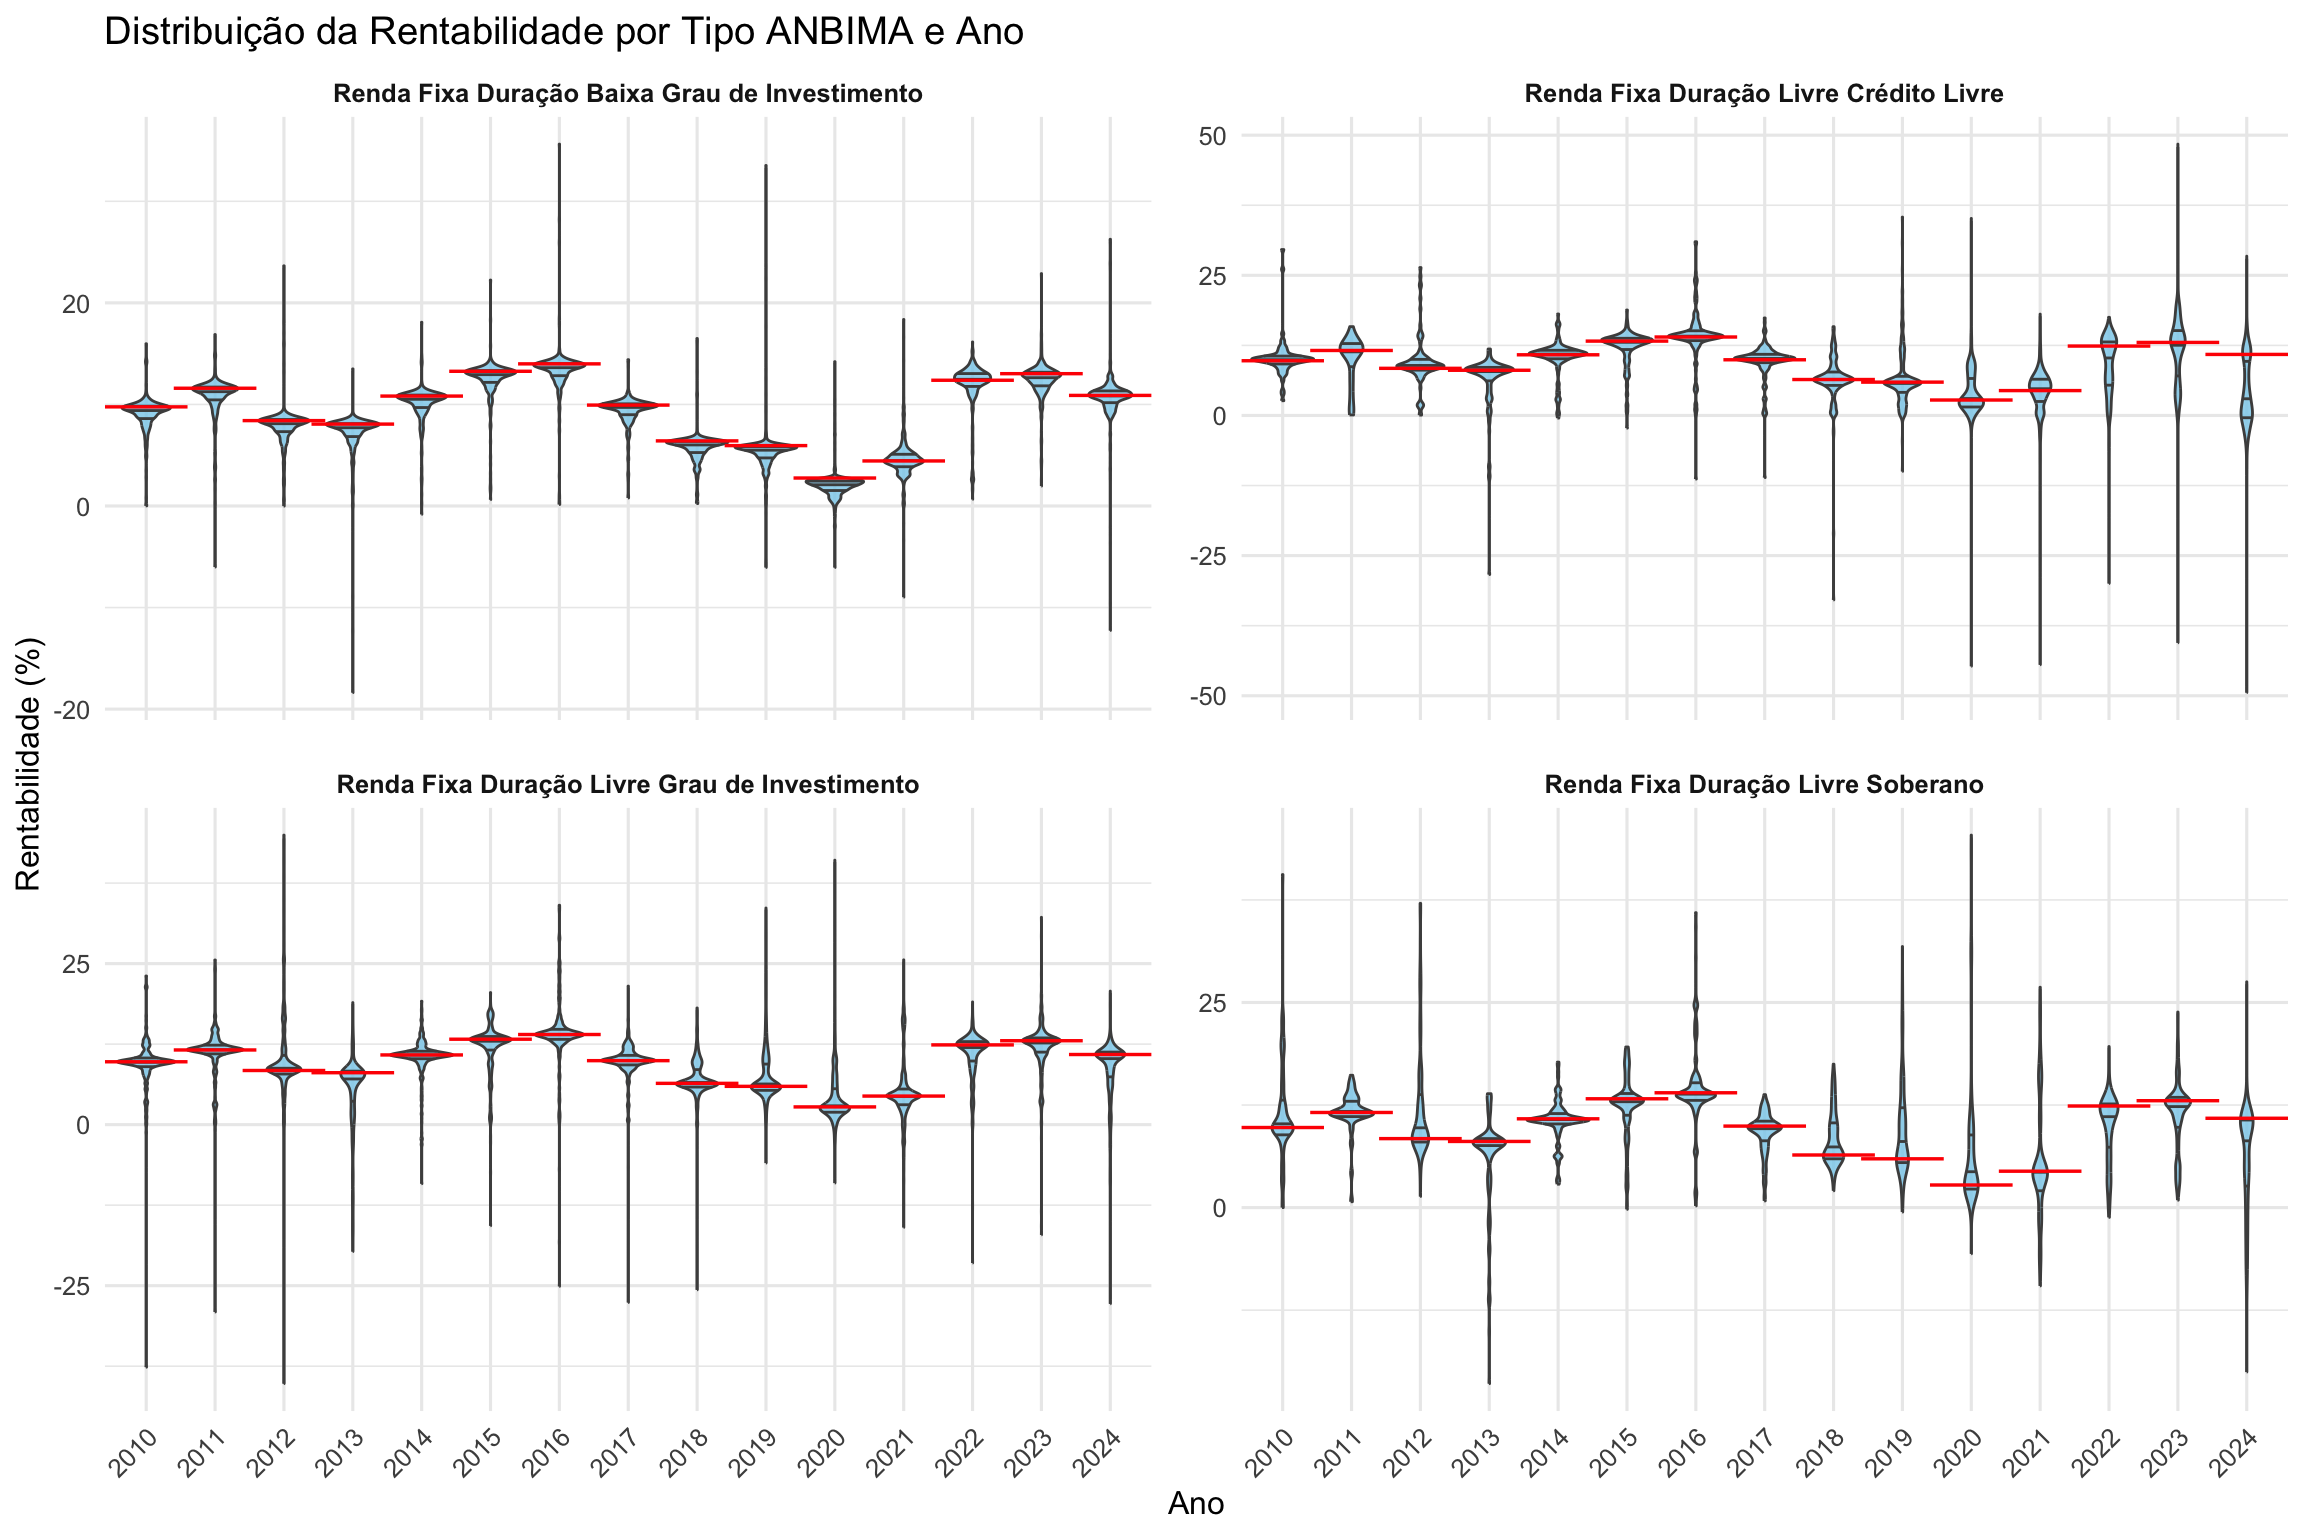 Distribuição da Rentabilidade por Tipo ANBIMA e Ano
Renda Fixa Duração Baixa Grau de Investimento
Renda Fixa Duração Livre Crédito Livre
20
0
-20
50
25
0
-25
-50
Rentabilidade (%)
Renda Fixa Duração Livre Grau de Investimento
Renda Fixa Duração Livre Soberano
25
0
-25
25
0
2010 2011 2012 2013 2014 2015 2016 2017 2018 2019 2020 2021 2022 2023 2024
2010 2011 2012 2013 2014 2015 2016 2017 2018 2019 2020 2021 2022 2023 2024
Ano